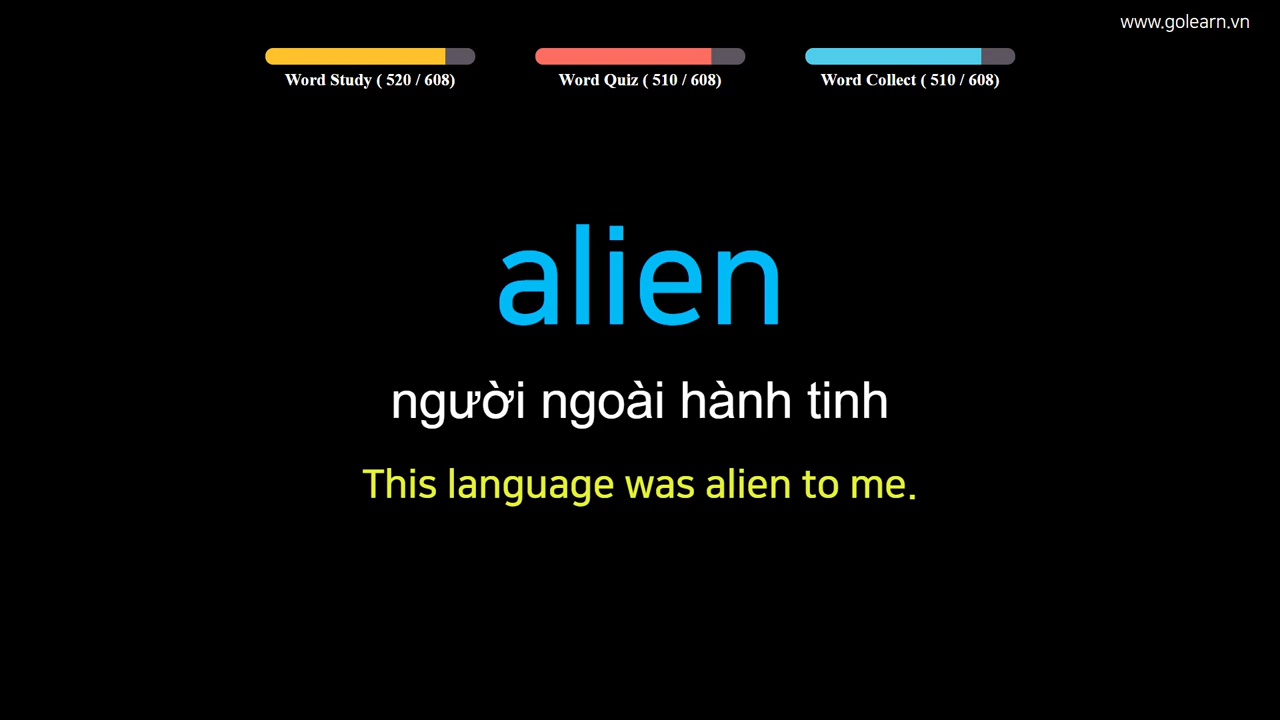 www.golearn.vn
Word Study ( 520 / 608)
Word Quiz ( 510 / 608)
Word Collect ( 510 / 608)
alien
người ngoài hành tinh
This language was alien to me.